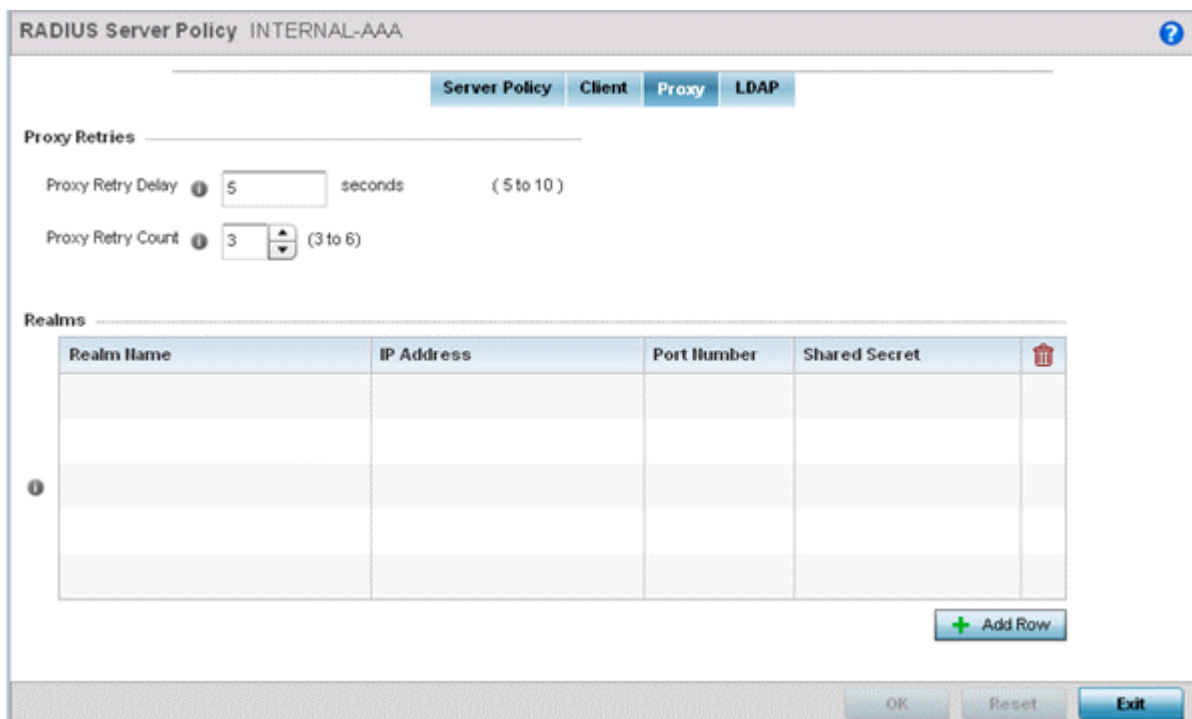 RADIUS Server Policy INTERNAL-AAA
?
Server Policy Client Proxy LDAP
Proxy Retries
Proxy Retry Delay i 5 seconds ( 5 to 10 )
Proxy Retry Count i 3 (3 to 6)
Realms
Realm Name IP Address Port Number Shared Secret
i
+ Add Row
OK Reset Exit